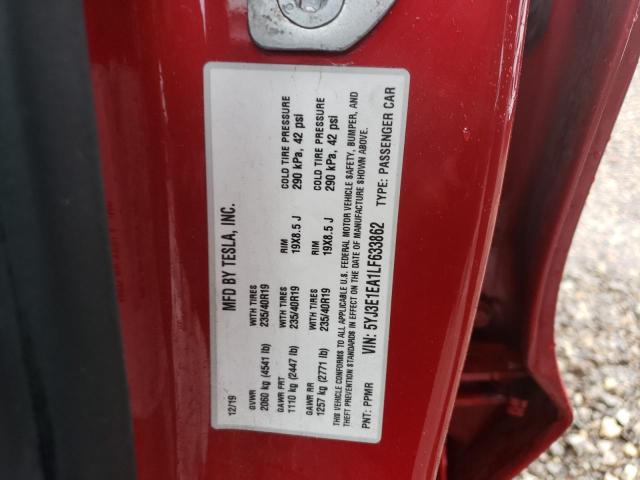 MFD BY TESLA, INC.
12/19
GVWR WITH TIRES RIM COLD TIRE PRESSURE
2060 kg (4541 lb) 235/40R19 19X8.5 J 290 kPa, 42 psi
GAWR FRT WITH TIRES RIM COLD TIRE PRESSURE
1110 kg (2447 lb) 235/40R19 19X8.5 J 290 kPa, 42 psi
GAWR RR WITH TIRES
1257 kg (2771 lb) 235/40R19
THIS VEHICLE CONFORMS TO ALL APPLICABLE U.S. FEDERAL MOTOR VEHICLE SAFETY, BUMPER, AND
THEFT PREVENTION STANDARDS IN EFFECT ON THE DATE OF MANUFACTURE SHOWN ABOVE.
PNT: PPMR VIN: 5YJ3E1EA1LF633862 TYPE: PASSENGER CAR